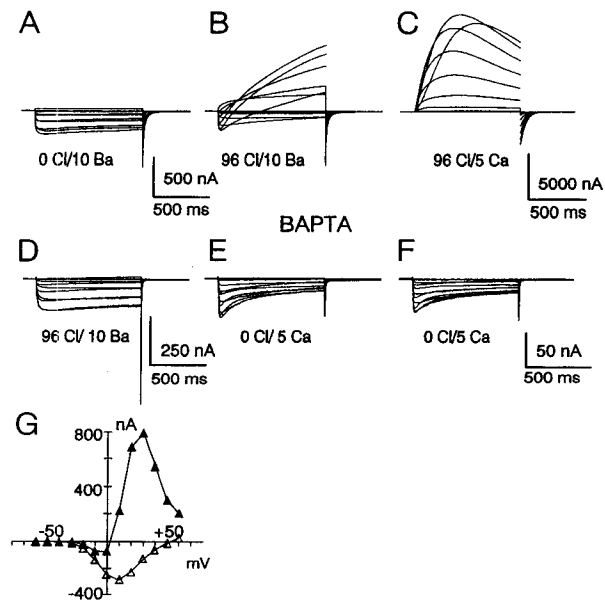 A
B
C
0 Cl/10 Ba
96 Cl/10 Ba
96 Cl/5 Ca
500 nA
500 ms
5000 nA
500 ms
BAPTA
D
E
F
96 Cl/ 10 Ba
0 Cl/ 5 Ca
0 Cl/5 Ca
250 nA
500 ms
50 nA
500 ms
G
nA
800
400
-50
+50
mV
-400